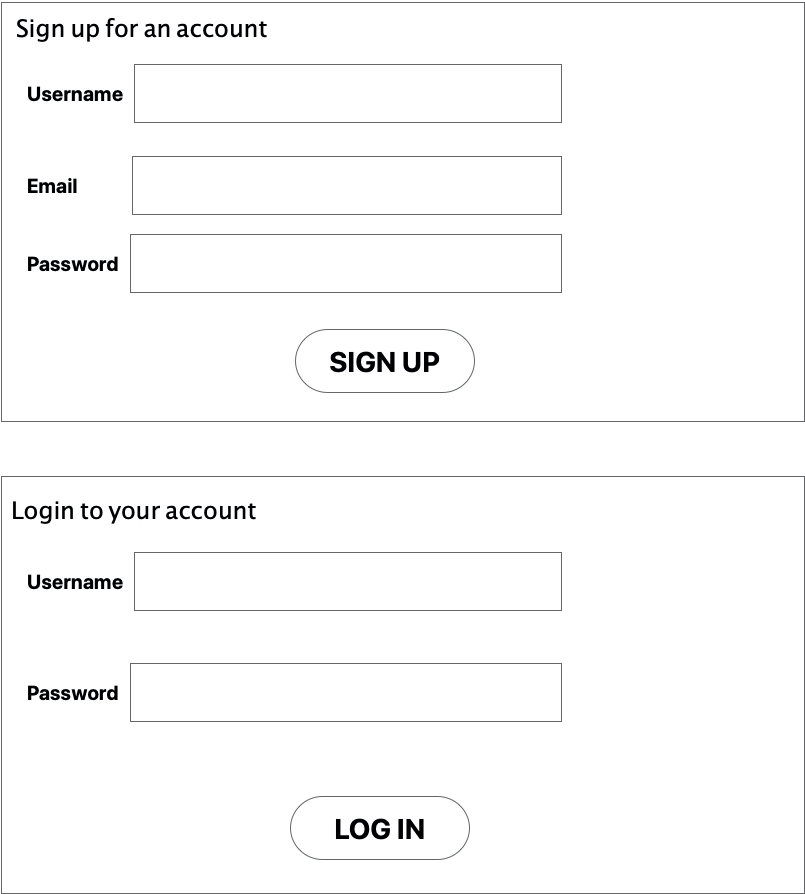 Sign up for an account
Username
Email
Password
SIGN UP
Login to your account
Username
Password
LOG IN